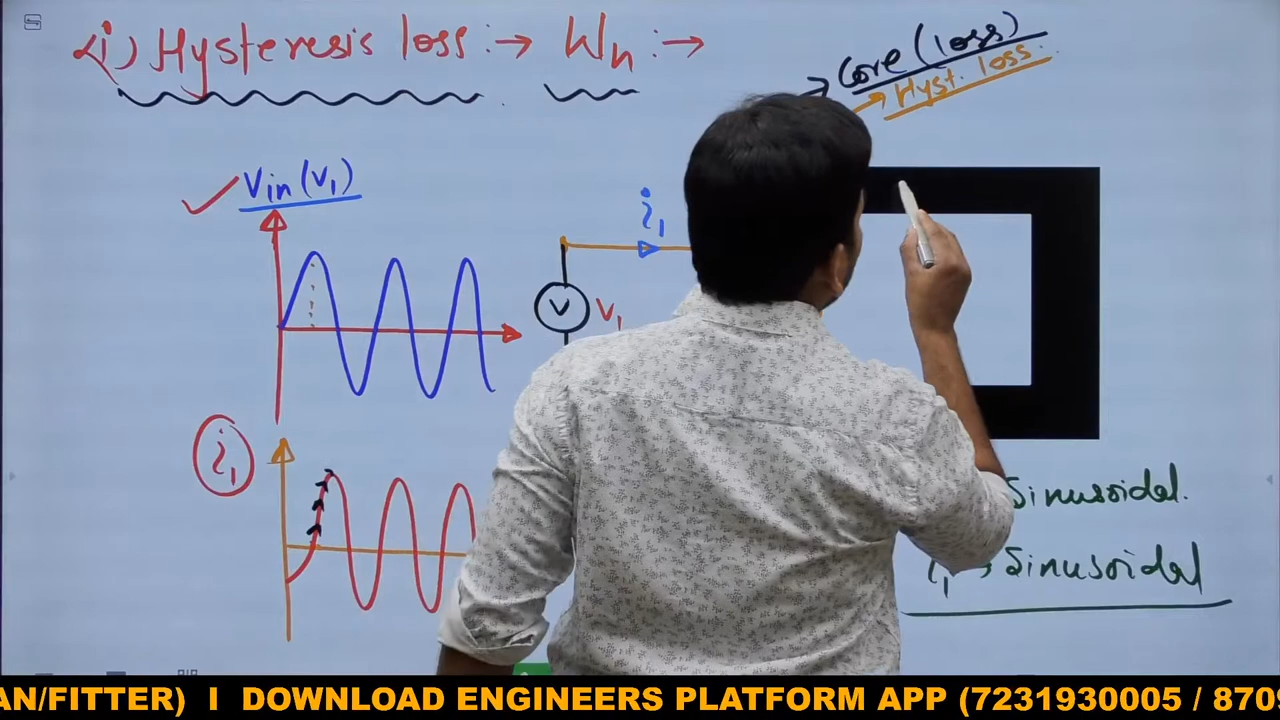 (i) Hysteresis loss :→ Wh :→
→ Core (loss)
→ Hyst. loss.
Vin (V1)
i1
V
V1
i1
Sinusoidal.
i1 → Sinusoidal
AN/FITTER) I DOWNLOAD ENGINEERS PLATFORM APP (7231930005 / 870